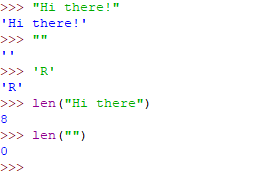 >>> "Hi there!"
'Hi there!'
>>> ""
''
>>> 'R'
'R'
>>> len("Hi there")
8
>>> len("")
0
>>>